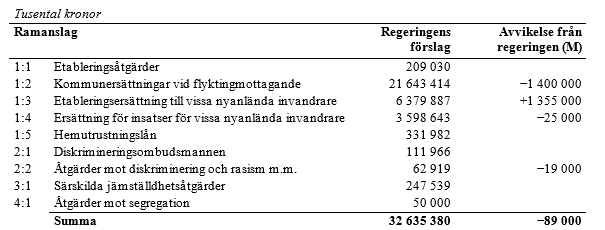 Tusental kronor
Ramanslag Regeringens förslag Avvikelse från regeringen (M)
1:1 Etableringsåtgärder 209 030
1:2 Kommunersättningar vid flyktingmottagande 21 643 414 −1 400 000
1:3 Etableringsersättning till vissa nyanlända invandrare 6 379 887 +1 355 000
1:4 Ersättning för insatser för vissa nyanlända invandrare 3 598 643 −25 000
1:5 Hemutrustningslån 331 982
2:1 Diskrimineringsombudsmannen 111 966
2:2 Åtgärder mot diskriminering och rasism m.m. 62 919 −19 000
3:1 Särskilda jämställdhetsåtgärder 247 539
4:1 Åtgärder mot segregation 50 000
Summa 32 635 380 −89 000